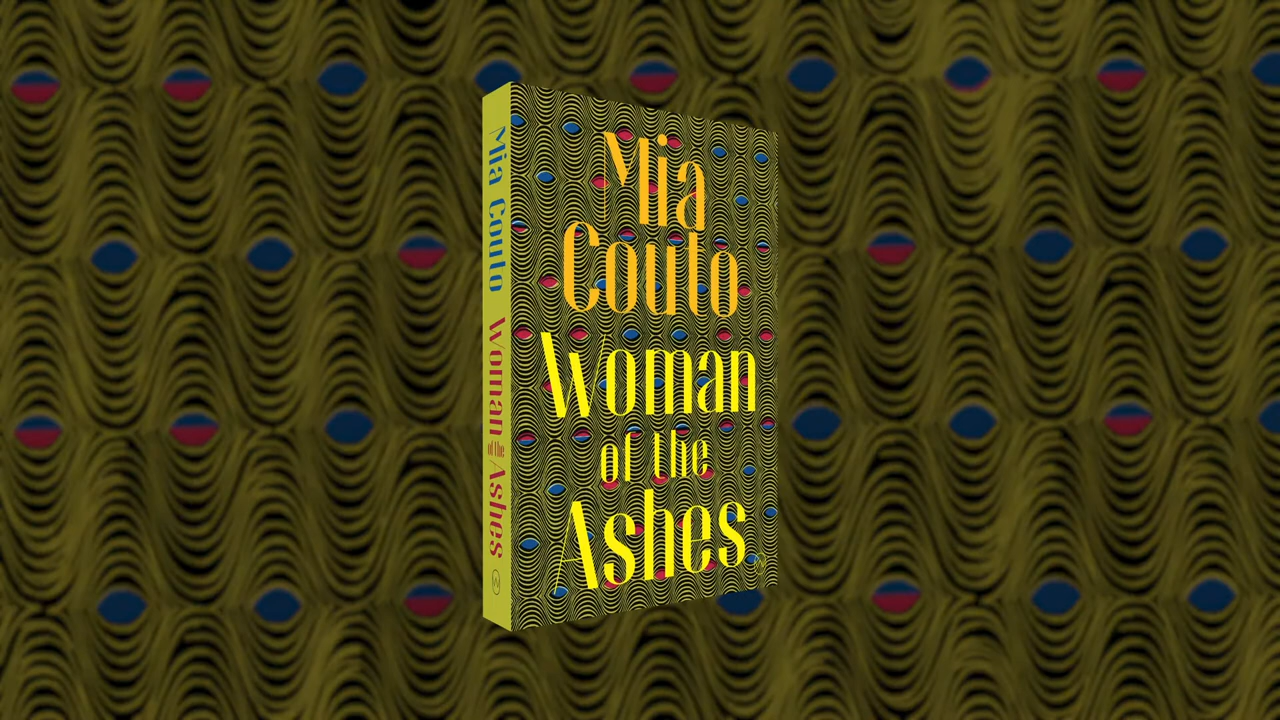 Mia
Couto
Woman
of the
Ashes
Mia Couto Woman of the Ashes W